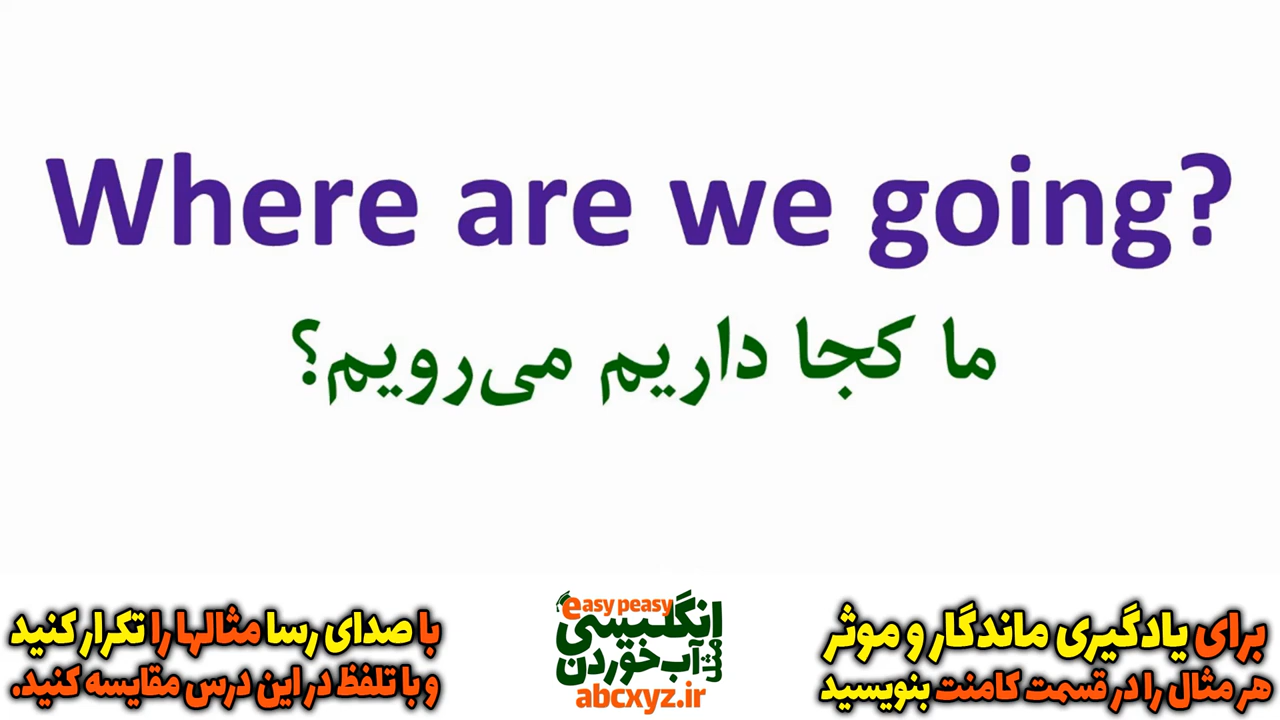 Where are we going?
ما کجا داریم می‌رویم؟
برای یادگیری ماندگار و موثر
هر مثال را در قسمت کامنت بنویسید
easy peasy
انگلیسی
مثل آب خوردن
abcxyz.ir
با صدای رسا مثالها را تکرار کنید
و با تلفظ در این درس مقایسه کنید.